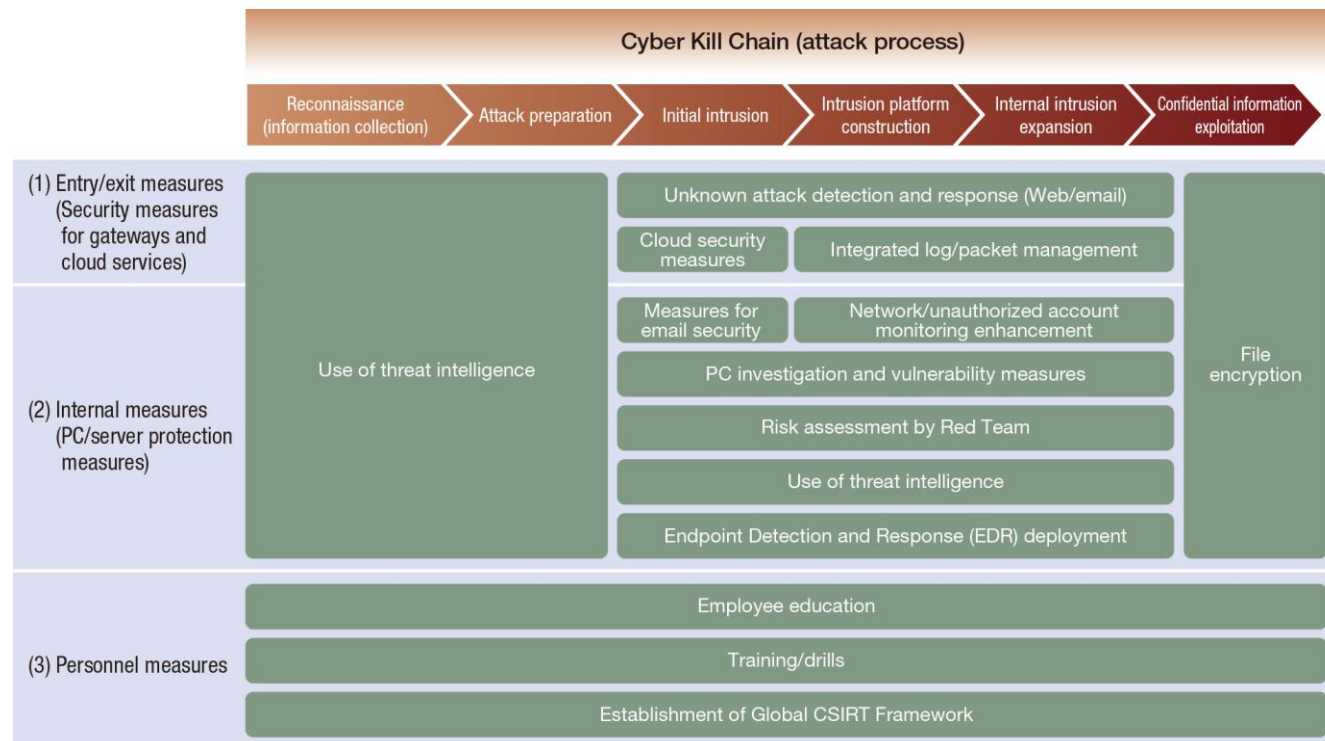 Cyber Kill Chain (attack process)
Reconnaissance
(information collection)
Attack preparation
Initial intrusion
Intrusion platform
construction
Internal intrusion
expansion
Confidential information
exploitation
(1) Entry/exit measures
(Security measures
for gateways and
cloud services)
Use of threat intelligence
Unknown attack detection and response (Web/email)
Cloud security
measures
Integrated log/packet management
File
encryption
(2) Internal measures
(PC/server protection
measures)
Measures for
email security
Network/unauthorized account
monitoring enhancement
PC investigation and vulnerability measures
Risk assessment by Red Team
Use of threat intelligence
Endpoint Detection and Response (EDR) deployment
(3) Personnel measures
Employee education
Training/drills
Establishment of Global CSIRT Framework